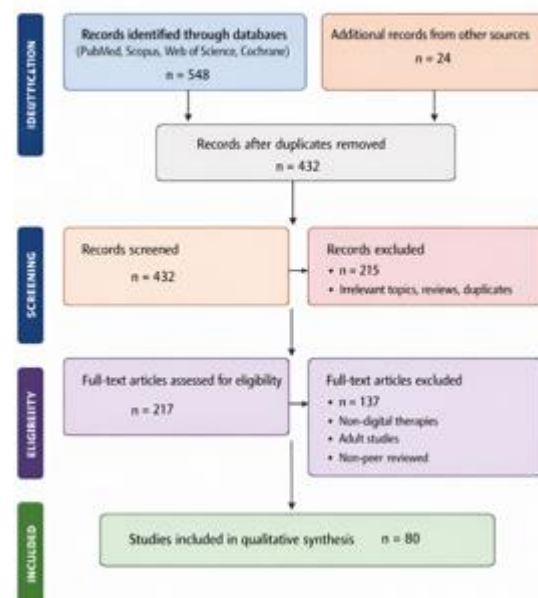 IDEUTFICATION
Records identified through databases
(PubMed, Scopus, Web of Science, Cochrane)
n = 548
Additional records from other sources
n = 24
Records after duplicates removed
n = 432
SCREENING
Records screened
n = 432
Records excluded
• n = 215
• Irrelevant topics, reviews, duplicates
ELIGIREIITY
Full-text articles assessed for eligibility
n = 217
Full-text articles excluded
• n = 137
• Non-digital therapies
• Adult studies
• Non-peer reviewed
INCULDED
Studies included in qualitative synthesis n = 80